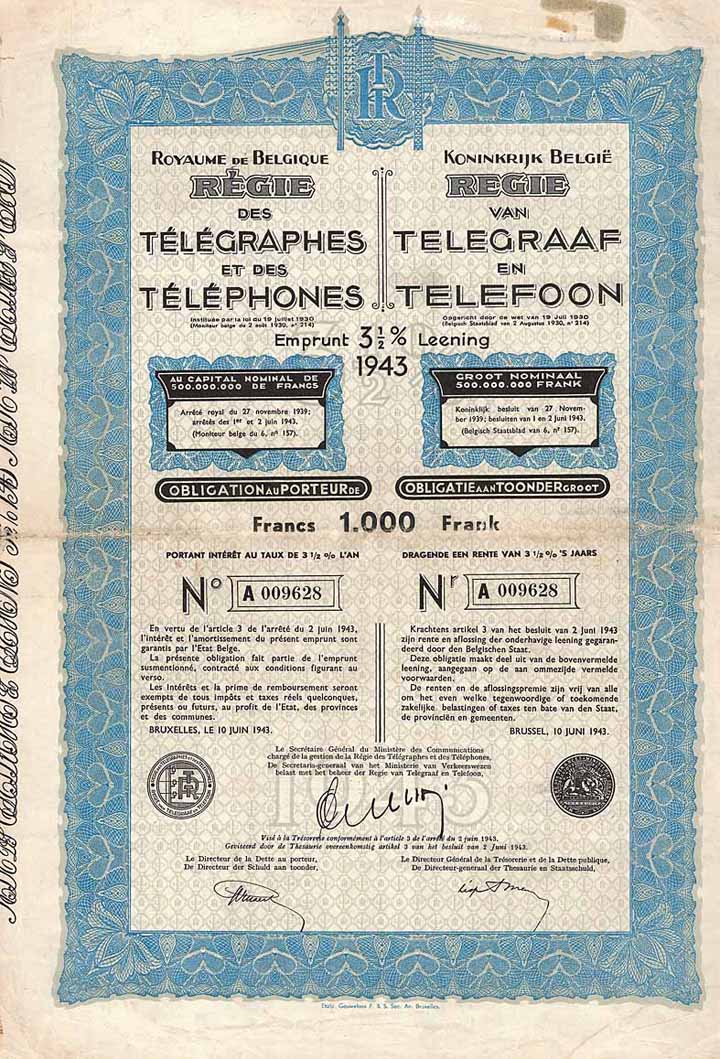 RTT
ROYAUME DE BELGIQUE
RÉGIE
DES
TÉLÉGRAPHES
ET DES
TÉLÉPHONES
Instituée par la loi du 19 juillet 1930
(Moniteur belge du 2 août 1930, n° 214)
KONINKRIJK BELGIË
REGIE
VAN
TELEGRAAF
EN
TELEFOON
Opgericht door de wet van 19 Juli 1930
(Belgisch Staatsblad van 2 Augustus 1930, n° 214)
Emprunt 3 1/2 % Leening
1943
AU CAPITAL NOMINAL DE
500.000.000 DE FRANCS
Arrêté royal du 27 novembre 1939;
arrêtés des 1er et 2 juin 1943.
(Moniteur belge du 6, n° 157).
GROOT NOMINAAL
500.000.000 FRANK
Koninklijk besluit van 27 Novem-
ber 1939; besluiten van 1 en 2 Juni 1943.
(Belgisch Staatsblad van 6, n° 157).
OBLIGATION AU PORTEUR DE
OBLIGATIE AAN TOONDER GROOT
Francs 1.000 Frank
PORTANT INTÉRÊT AU TAUX DE 3 1/2 % L'AN
DRAGENDE EEN RENTE VAN 3 1/2 % 'S JAARS
N° A 009628
Nr A 009628
En vertu de l'article 3 de l'arrêté du 2 juin 1943,
l'intérêt et l'amortissement du présent emprunt sont
garantis par l'Etat Belge.
La présente obligation fait partie de l'emprunt
susmentionné, contracté aux conditions figurant au
verso.
Les Intérêts et la prime de remboursement seront
exempts de tous impôts et taxes réels quelconques,
présents ou futurs, au profit de l'Etat, des provinces
et des communes.
BRUXELLES, LE 10 JUIN 1943.
Krachtens artikel 3 van het besluit van 2 Juni 1943
zijn rente en aflossing der onderhavige leening gegaran-
deerd door den Belgischen Staat.
Deze obligatie maakt deel uit van de bovenvermelde
leening, aangegaan op de aan ommezijde vermelde
voorwaarden.
De renten en de aflossingspremie zijn vrij van alle
om het even welke tegenwoordige of toekomende
zakelijke belastingen of taxes ten bate van den Staat,
de provinciën en gemeenten.
BRUSSEL, 10 JUNI 1943.
Le Secrétaire Général du Ministère des Communications
chargé de la gestion de la Régie des Télégraphes et des Téléphones,
De Secretaris-generaal van het Ministerie van Verkeerswezen
belast met het beheer der Regie van Telegraaf en Telefoon,
Visé à la Trésorerie conformément à l'article 3 de l'arrêté du 2 juin 1943.
Geviseerd door de Thesaurie overeenkomstig artikel 3 van het besluit van 2 Juni 1943.
Le Directeur de la Dette au porteur,
De Directeur der Schuld aan toonder,
Le Directeur Général de la Trésorerie et de la Dette publique,
De Directeur-generaal der Thesaurie en Staatsschuld,
Etabl. Gouweloos F. & S. Soc. An. Bruxelles.